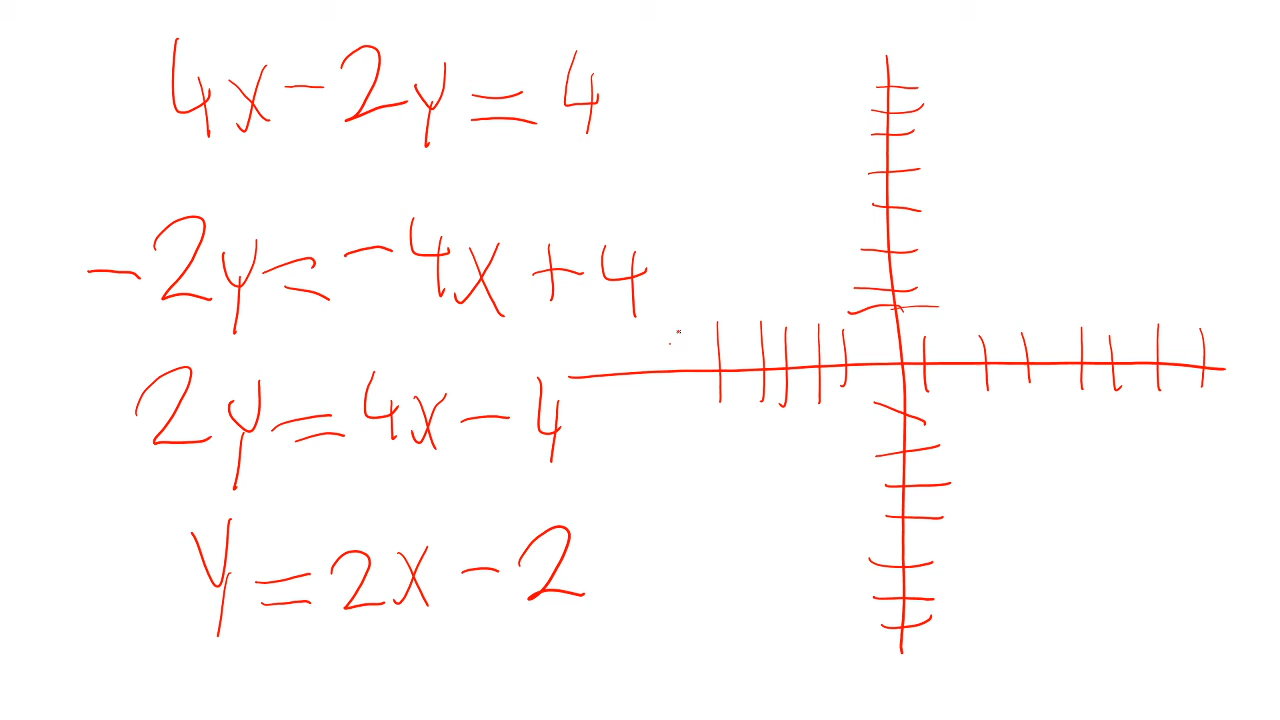 4x - 2y = 4
-2y = -4x + 4
2y = 4x - 4
y = 2x - 2